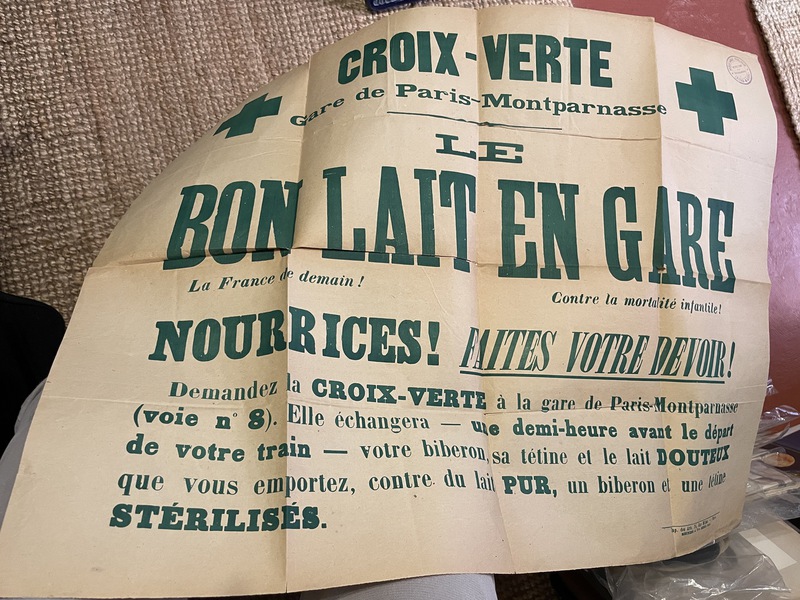 CROIX-VERTE
Gare de Paris-Montparnasse
LE
BON LAIT EN GARE
La France de demain!
Contre la mortalité infantile!
NOURRICES! FAITES VOTRE DEVOIR!
Demandez la CROIX-VERTE à la gare de Paris-Montparnasse
(voie n° 8). Elle échangera — une demi-heure avant le départ
de votre train — votre biberon, sa tétine et le lait DOUTEUX
que vous emportez, contre du lait PUR, un biberon et une tétine
STÉRILISÉS.